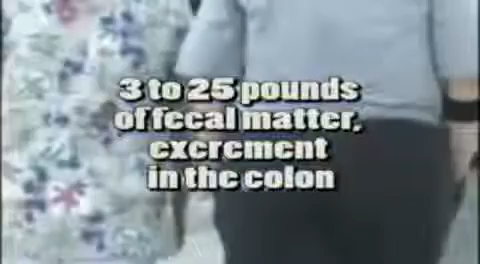 3 to 25 pounds
of fecal matter,
excrement
in the colon